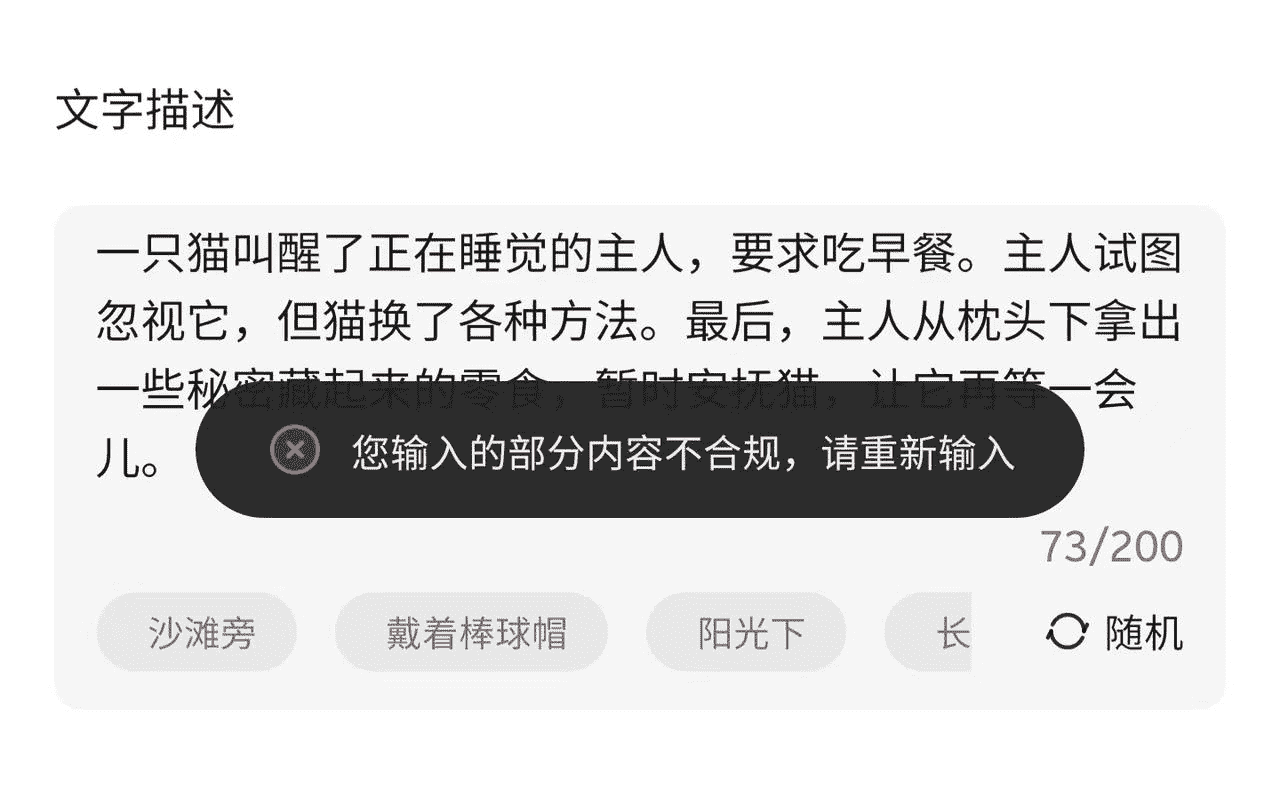 文字描述
一只猫叫醒了正在睡觉的主人，要求吃早餐。主人试图
忽视它，但猫换了各种方法。最后，主人从枕头下拿出
一些秘密藏起来的零食，暂时安抚猫，让它再等一会
儿。
您输入的部分内容不合规，请重新输入
73/200
沙滩旁 戴着棒球帽 阳光下 长 随机